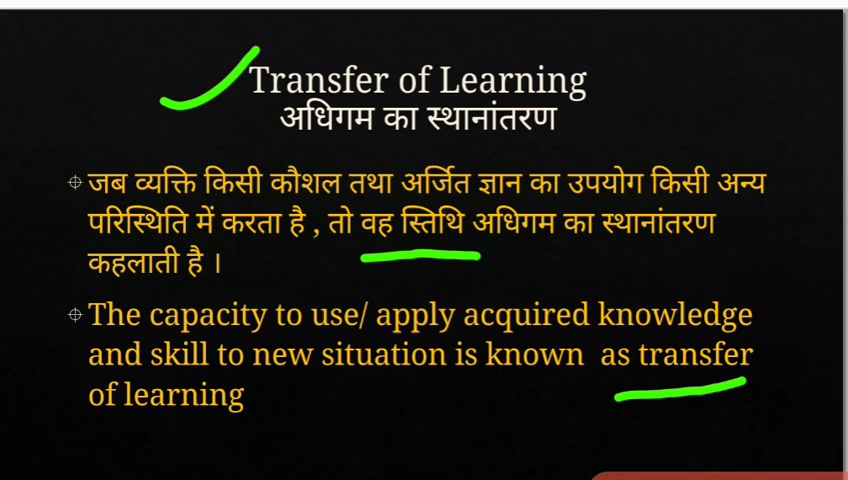 Transfer of Learning
अधिगम का स्थानांतरण
जब व्यक्ति किसी कौशल तथा अर्जित ज्ञान का उपयोग किसी अन्य
परिस्थिति में करता है , तो वह स्तिथि अधिगम का स्थानांतरण
कहलाती है ।
The capacity to use/ apply acquired knowledge
and skill to new situation is known as transfer
of learning